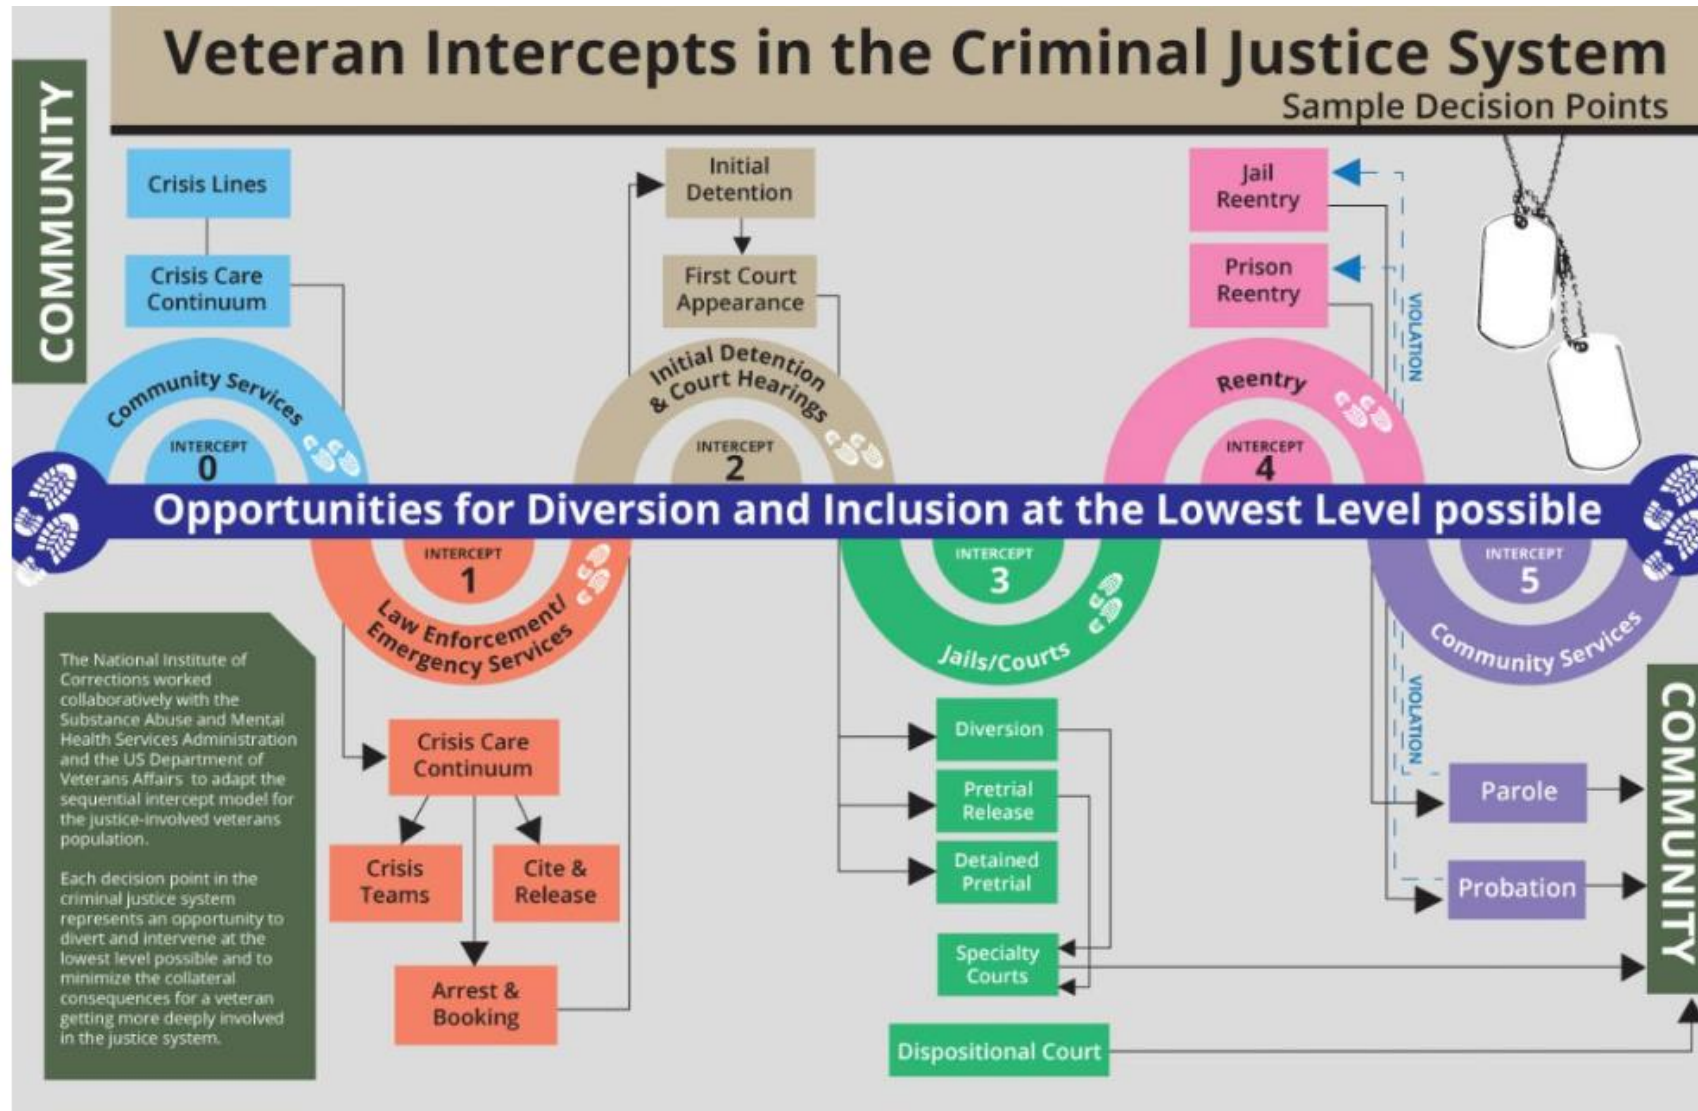 Veteran Intercepts in the Criminal Justice System
Sample Decision Points
COMMUNITY
Crisis Lines
Crisis Care
Continuum
Community Services
INTERCEPT
0
Initial
Detention
First Court
Appearance
Initial Detention
& Court Hearings
INTERCEPT
2
Jail
Reentry
Prison
Reentry
VIOLATION
Reentry
INTERCEPT
4
Opportunities for Diversion and Inclusion at the Lowest Level possible
INTERCEPT
1
Law Enforcement/
Emergency Services
Crisis Care
Continuum
Crisis
Teams
Cite &
Release
Arrest &
Booking
INTERCEPT
3
Jails/Courts
Diversion
Pretrial
Release
Detained
Pretrial
Specialty
Courts
Dispositional Court
INTERCEPT
5
Community Services
VIOLATION
Parole
Probation
COMMUNITY
The National Institute of
Corrections worked
collaboratively with the
Substance Abuse and Mental
Health Services Administration
and the US Department of
Veterans Affairs to adapt the
sequential intercept model for
the justice-involved veterans
population.
Each decision point in the
criminal justice system
represents an opportunity to
divert and intervene at the
lowest level possible and to
minimize the collateral
consequences for a veteran
getting more deeply involved
in the justice system.